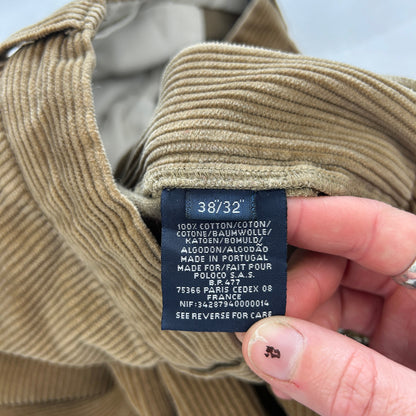 38"/32"
100% COTTON/COTON/
COTONE/BAUMWOLLE/
KATOEN/BOMULD/
ALGODON/ALGODÃO
MADE IN PORTUGAL
MADE FOR/FAIT POUR
POLOCO S.A.S.
B.P. 477
75366 PARIS CEDEX 08
FRANCE
NIF:34287940000014
SEE REVERSE FOR CARE